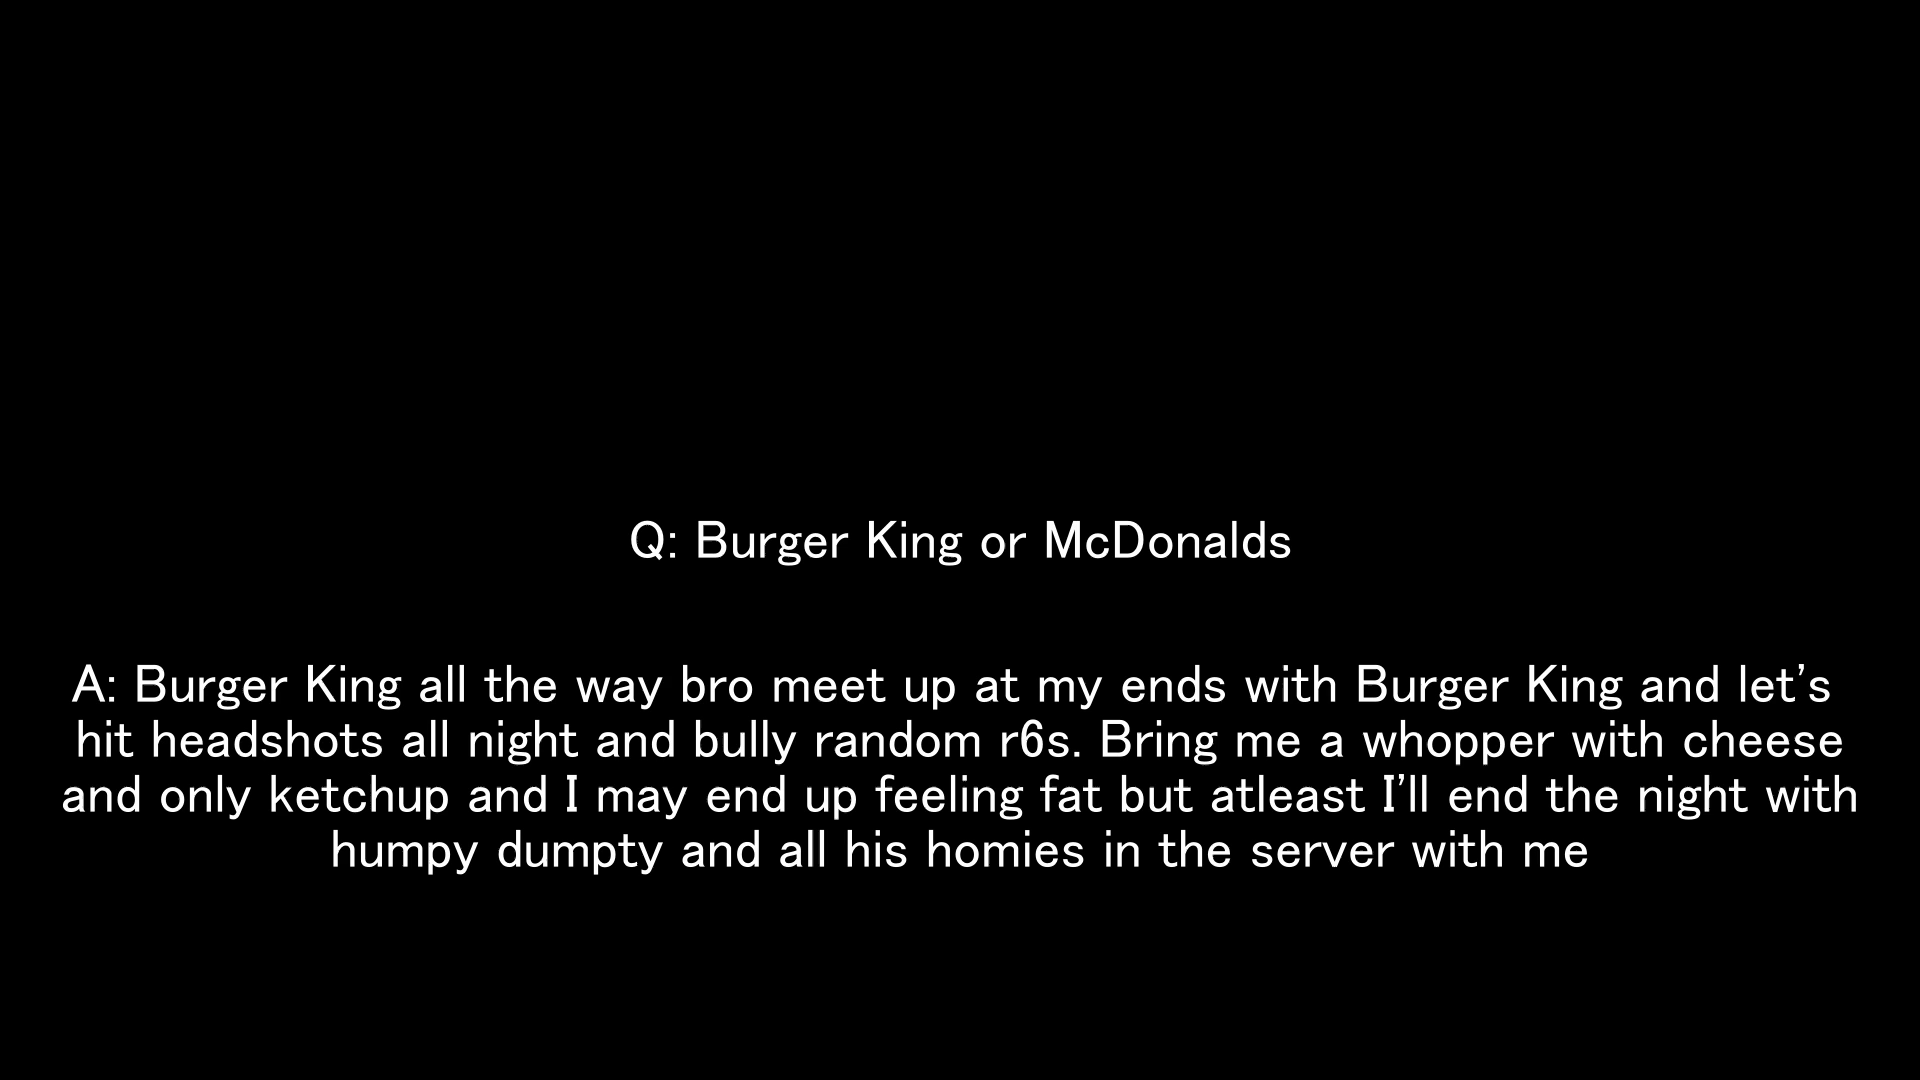 Q: Burger King or McDonalds
A: Burger King all the way bro meet up at my ends with Burger King and let's
hit headshots all night and bully random r6s. Bring me a whopper with cheese
and only ketchup and I may end up feeling fat but atleast I'll end the night with
humpy dumpty and all his homies in the server with me